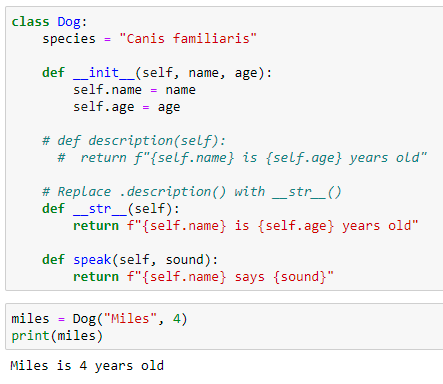 class Dog:
    species = "Canis familiaris"

    def __init__(self, name, age):
        self.name = name
        self.age = age

    # def description(self):
      #  return f"{self.name} is {self.age} years old"

    # Replace .description() with __str__()
    def __str__(self):
        return f"{self.name} is {self.age} years old"

    def speak(self, sound):
        return f"{self.name} says {sound}"

miles = Dog("Miles", 4)
print(miles)

Miles is 4 years old